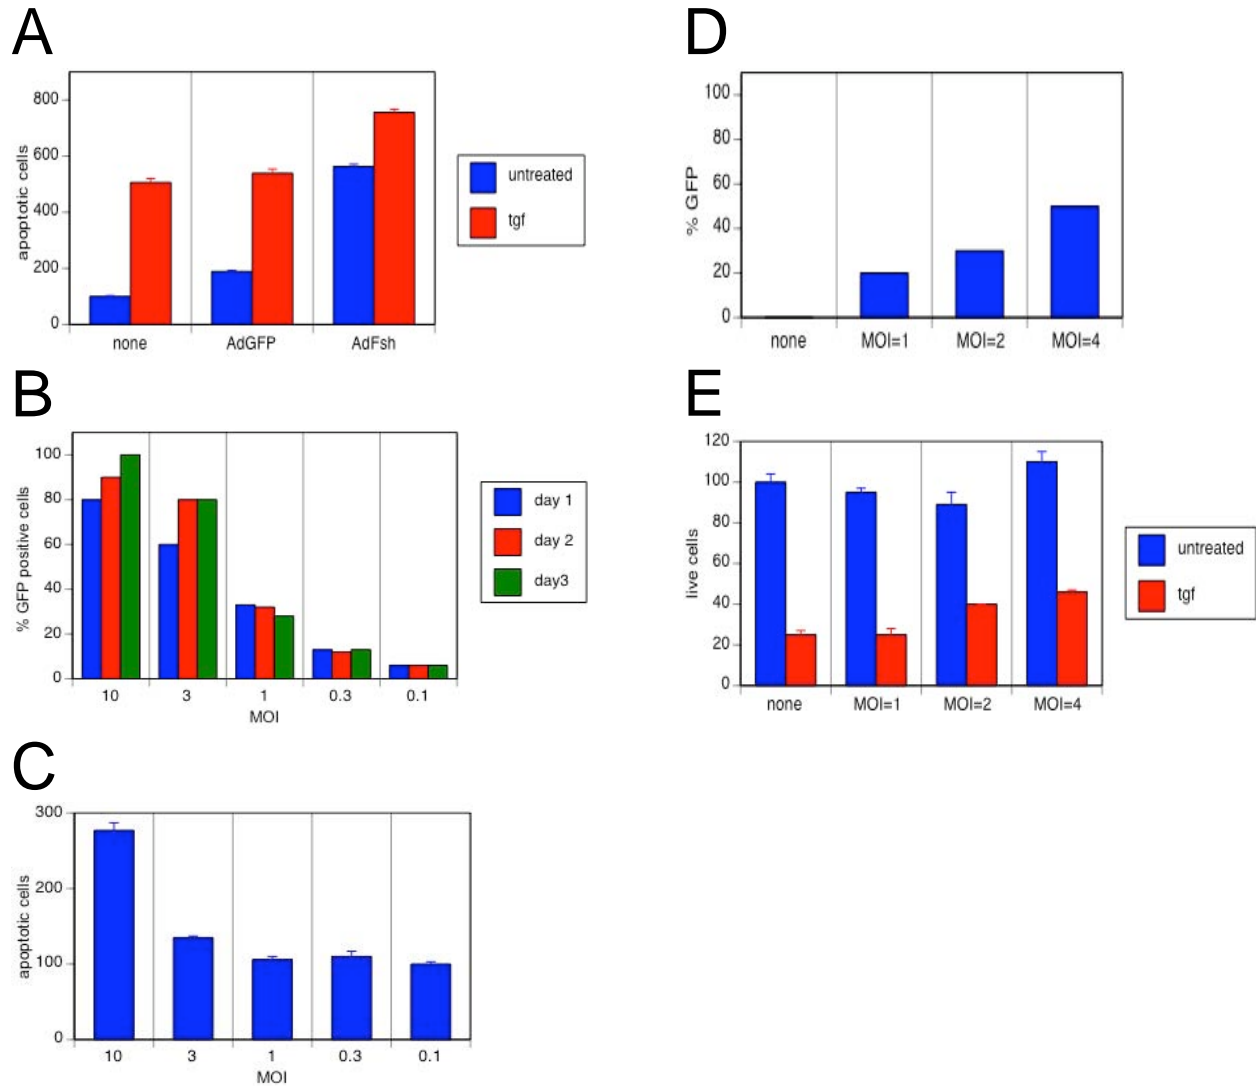 A
800
600
400
200
0
apoptotic cells
none AdGFP AdFsh
untreated
tgf
B
100
80
60
40
20
0
% GFP positive cells
10 3 1 0.3 0.1
MOI
day 1
day 2
day3
C
300
200
100
0
apoptotic cells
10 3 1 0.3 0.1
MOI
D
100
80
60
40
20
0
% GFP
none MOI=1 MOI=2 MOI=4
E
120
100
80
60
40
20
0
live cells
none MOI=1 MOI=2 MOI=4
untreated
tgf